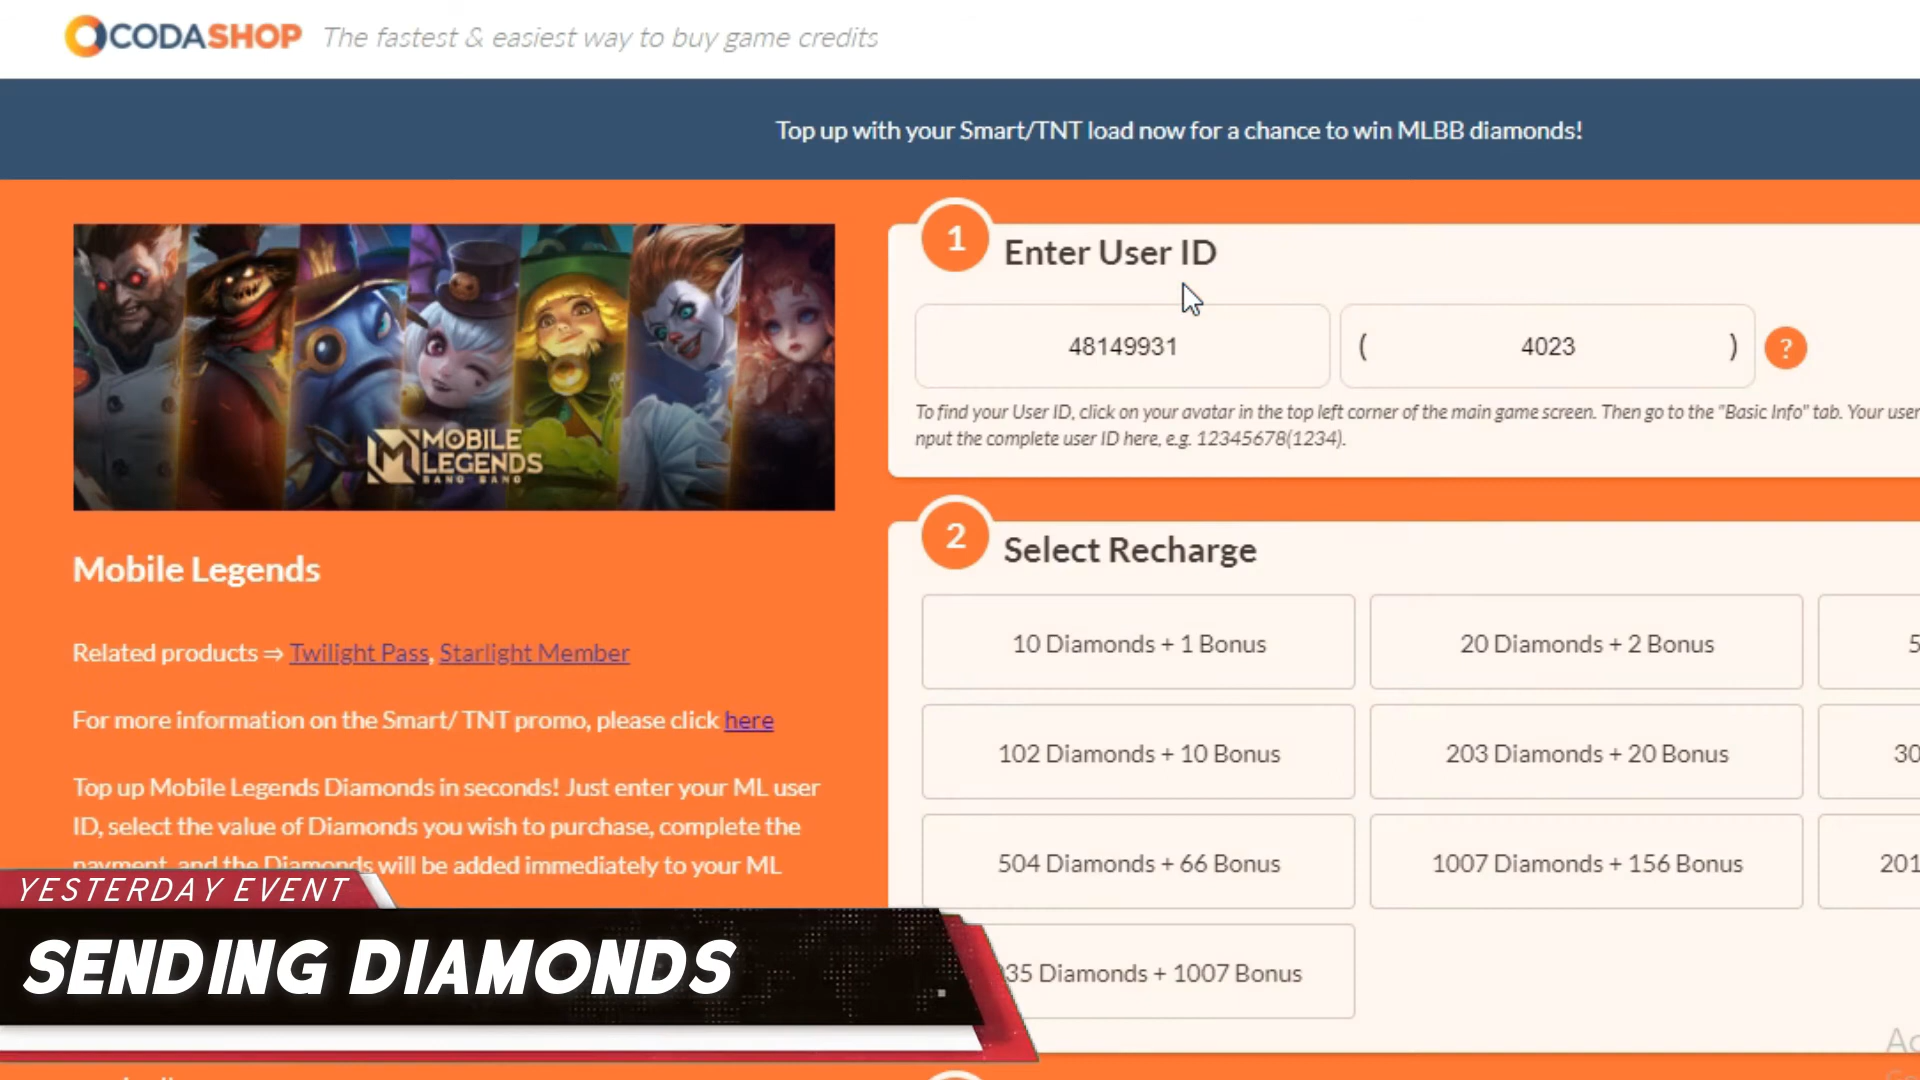 CODASHOP The fastest & easiest way to buy game credits
Top up with your Smart/TNT load now for a chance to win MLBB diamonds!
MOBILE
LEGENDS
BANG BANG
Mobile Legends
Related products ⇒ Twilight Pass, Starlight Member
For more information on the Smart/ TNT promo, please click here
Top up Mobile Legends Diamonds in seconds! Just enter your ML user
ID, select the value of Diamonds you wish to purchase, complete the
payment, and the Diamonds will be added immediately to your ML
1 Enter User ID
48149931 ( 4023 ) ?
To find your User ID, click on your avatar in the top left corner of the main game screen. Then go to the "Basic Info" tab. Your user
nput the complete user ID here, e.g. 12345678(1234).
2 Select Recharge
10 Diamonds + 1 Bonus 20 Diamonds + 2 Bonus 5
102 Diamonds + 10 Bonus 203 Diamonds + 20 Bonus 30
504 Diamonds + 66 Bonus 1007 Diamonds + 156 Bonus 201
35 Diamonds + 1007 Bonus
YESTERDAY EVENT
SENDING DIAMONDS